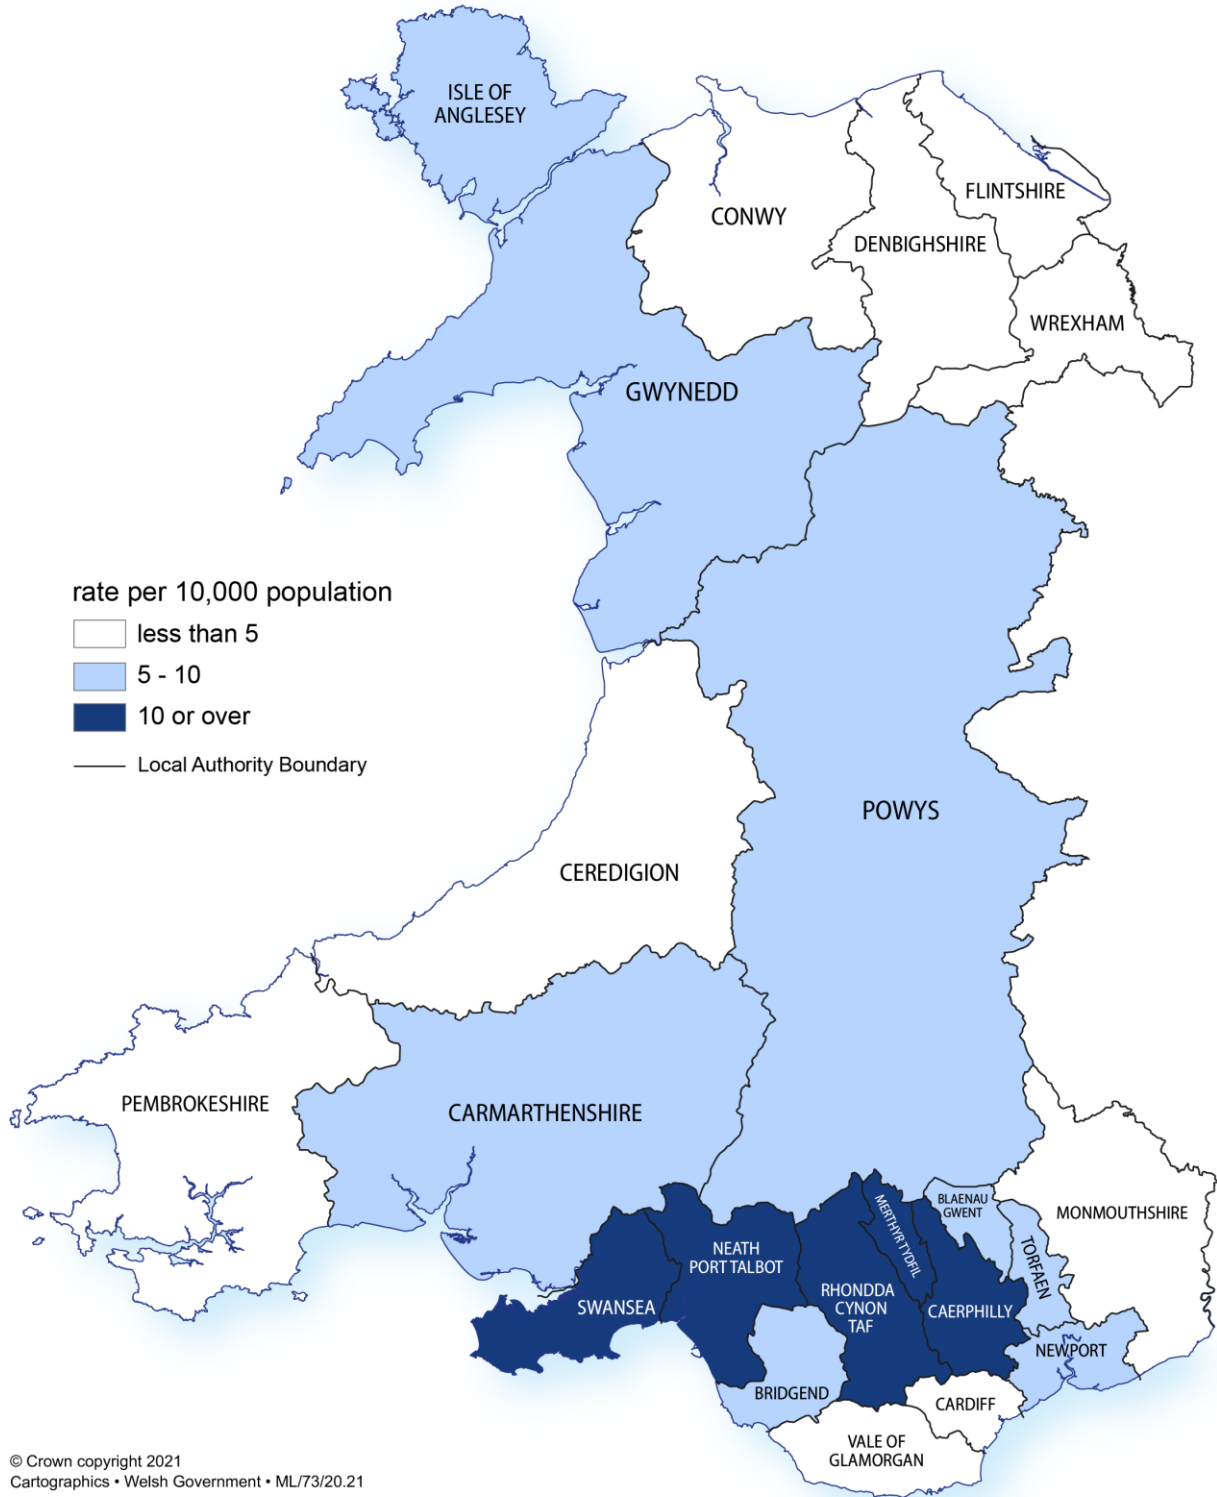 ISLE OF
ANGLESEY
FLINTSHIRE
CONWY
DENBIGHSHIRE
WREXHAM
GWYNEDD
rate per 10,000 population
less than 5
5 - 10
10 or over
Local Authority Boundary
POWYS
CEREDIGION
PEMBROKESHIRE
CARMARTHENSHIRE
BLAENAU
GWENT
MONMOUTHSHIRE
MERTHYR TYDFIL
TORFAEN
NEATH
PORT TALBOT
SWANSEA
RHONDDA
CYNON
TAF
CAERPHILLY
NEWPORT
BRIDGEND
CARDIFF
VALE OF
GLAMORGAN
© Crown copyright 2021
Cartographics • Welsh Government • ML/73/20.21